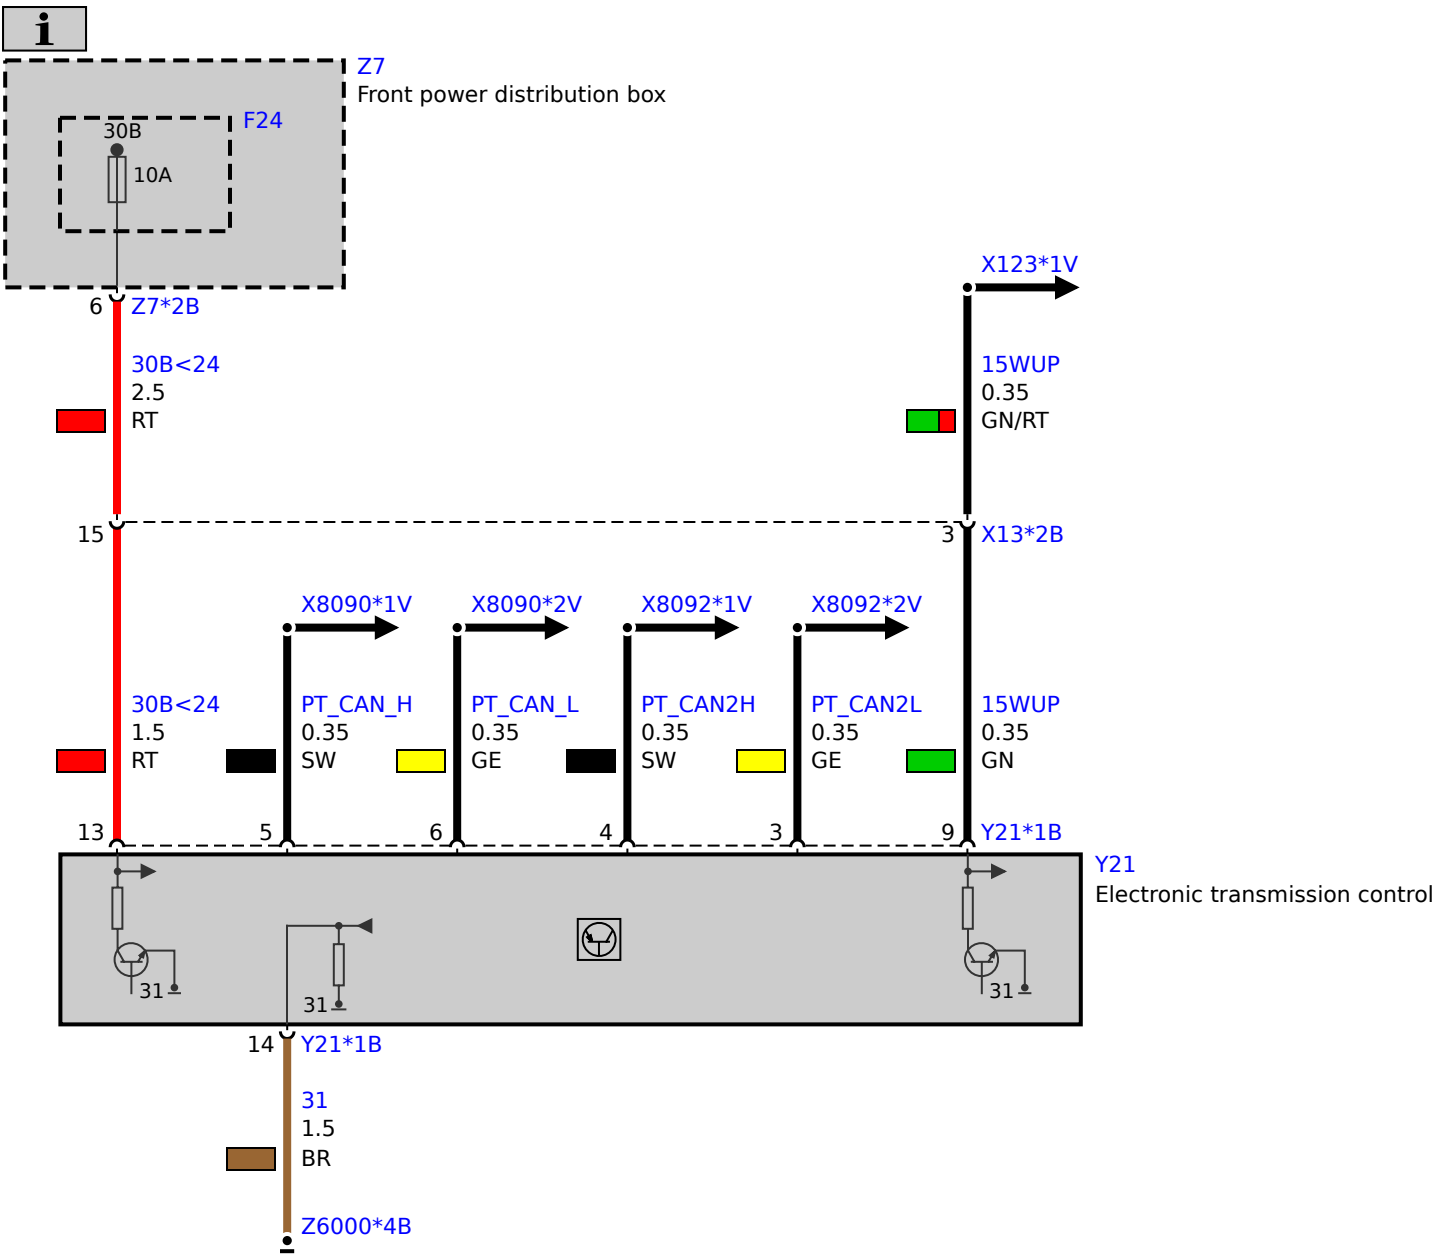 i
Z7
Front power distribution box
F24
30B
10A
6 Z7*2B
30B<24
2.5
RT
X123*1V
15WUP
0.35
GN/RT
15
3 X13*2B
X8090*1V X8090*2V X8092*1V X8092*2V
30B<24 PT_CAN_H PT_CAN_L PT_CAN2H PT_CAN2L 15WUP
1.5 0.35 0.35 0.35 0.35 0.35
RT SW GE SW GE GN
13 5 6 4 3 9 Y21*1B
Y21
Electronic transmission control
31 31
31
14 Y21*1B
31
1.5
BR
Z6000*4B